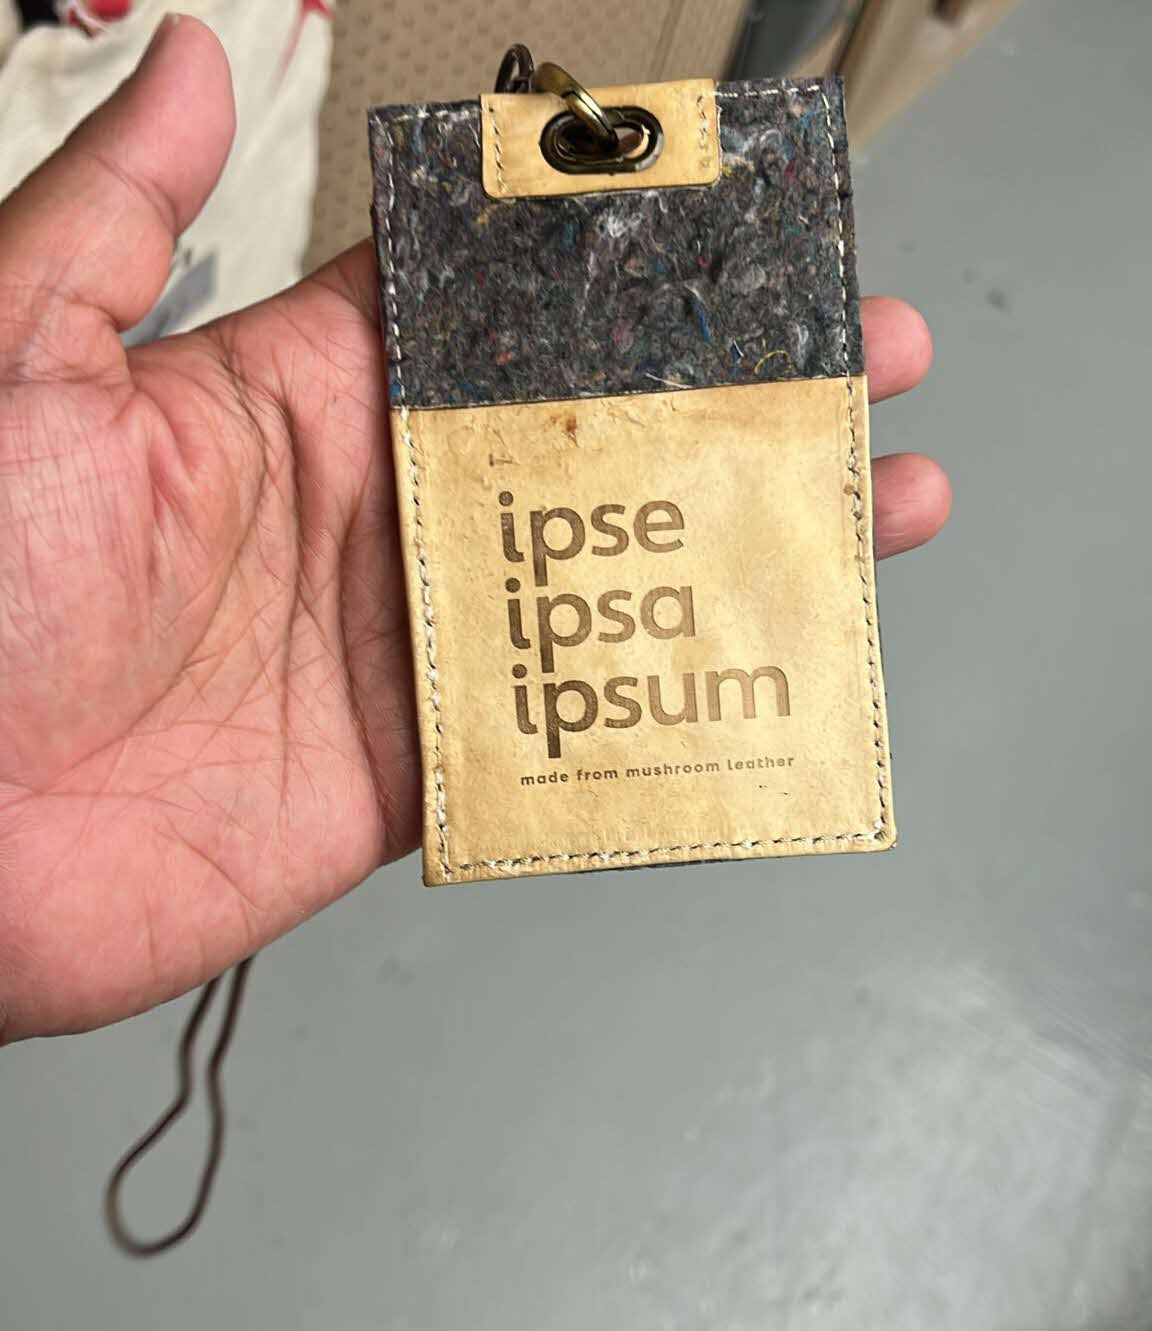 ipse
ipsa
ipsum
made from mushroom leather